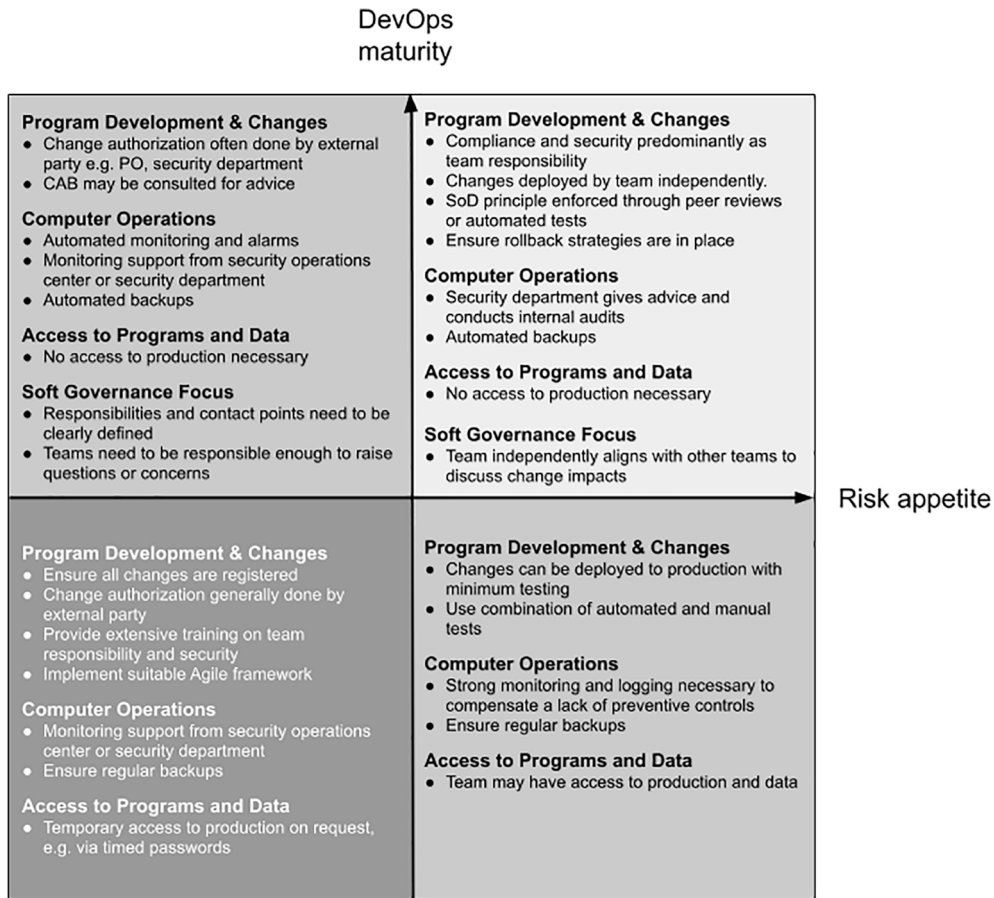 DevOps
maturity
Program Development & Changes
● Change authorization often done by external
party e.g. PO, security department
● CAB may be consulted for advice
Computer Operations
● Automated monitoring and alarms
● Monitoring support from security operations
center or security department
● Automated backups
Access to Programs and Data
● No access to production necessary
Soft Governance Focus
● Responsibilities and contact points need to be
clearly defined
● Teams need to be responsible enough to raise
questions or concerns
Program Development & Changes
● Compliance and security predominantly as
team responsibility
● Changes deployed by team independently.
● SoD principle enforced through peer reviews
or automated tests
● Ensure rollback strategies are in place
Computer Operations
● Security department gives advice and
conducts internal audits
● Automated backups
Access to Programs and Data
● No access to production necessary
Soft Governance Focus
● Team independently aligns with other teams to
discuss change impacts
Risk appetite
Program Development & Changes
● Ensure all changes are registered
● Change authorization generally done by
external party
● Provide extensive training on team
responsibility and security
● Implement suitable Agile framework
Computer Operations
● Monitoring support from security operations
center or security department
● Ensure regular backups
Access to Programs and Data
● Temporary access to production on request,
e.g. via timed passwords
Program Development & Changes
● Changes can be deployed to production with
minimum testing
● Use combination of automated and manual
tests
Computer Operations
● Strong monitoring and logging necessary to
compensate a lack of preventive controls
● Ensure regular backups
Access to Programs and Data
● Team may have access to production and data